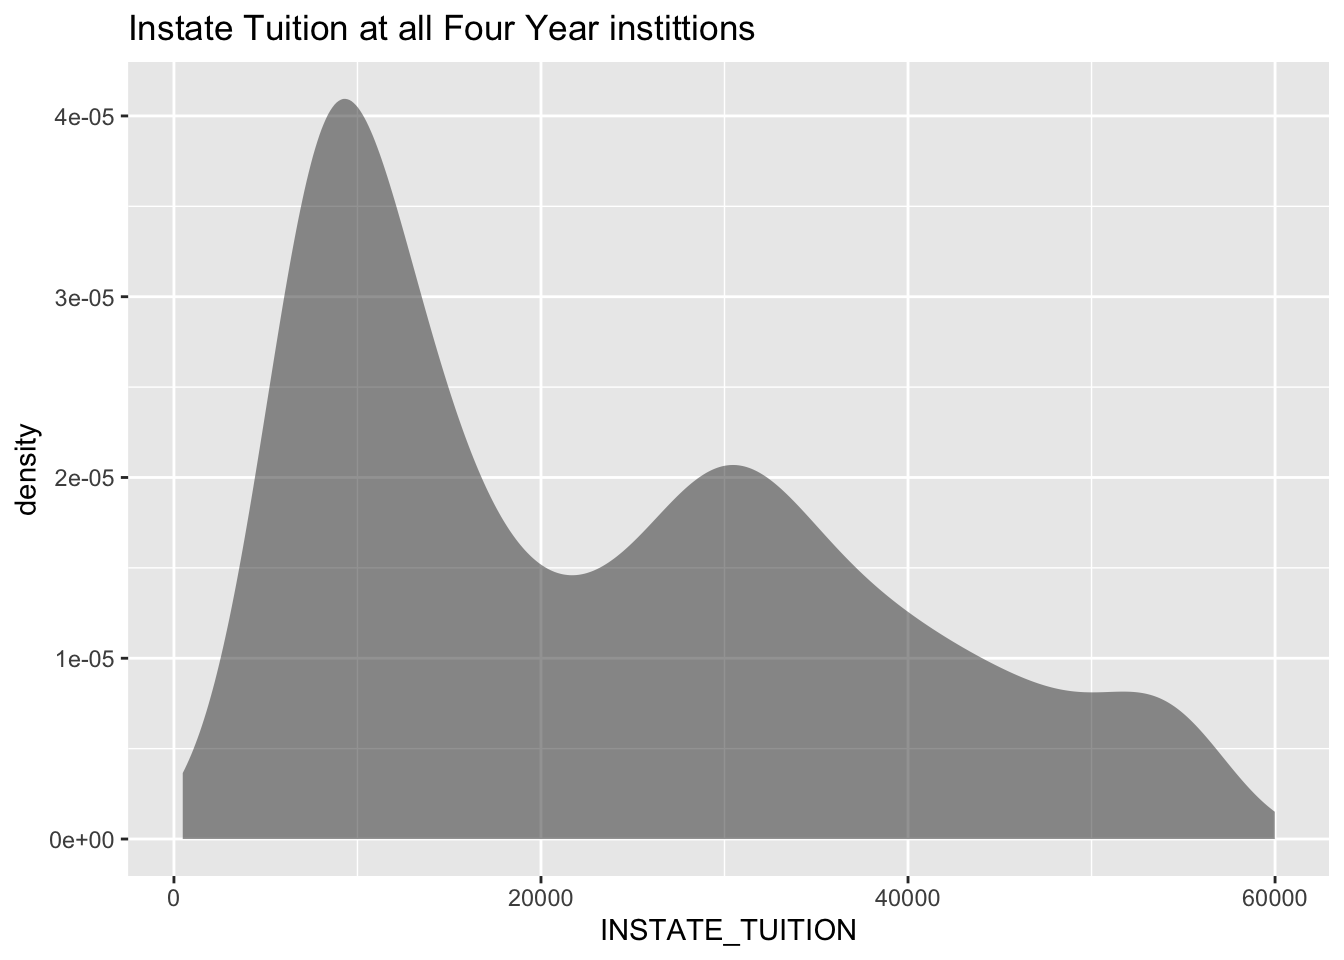 Instate Tuition at all Four Year instittions
4e-05
3e-05
2e-05
1e-05
0e+00
density
0 20000 40000 60000
INSTATE_TUITION